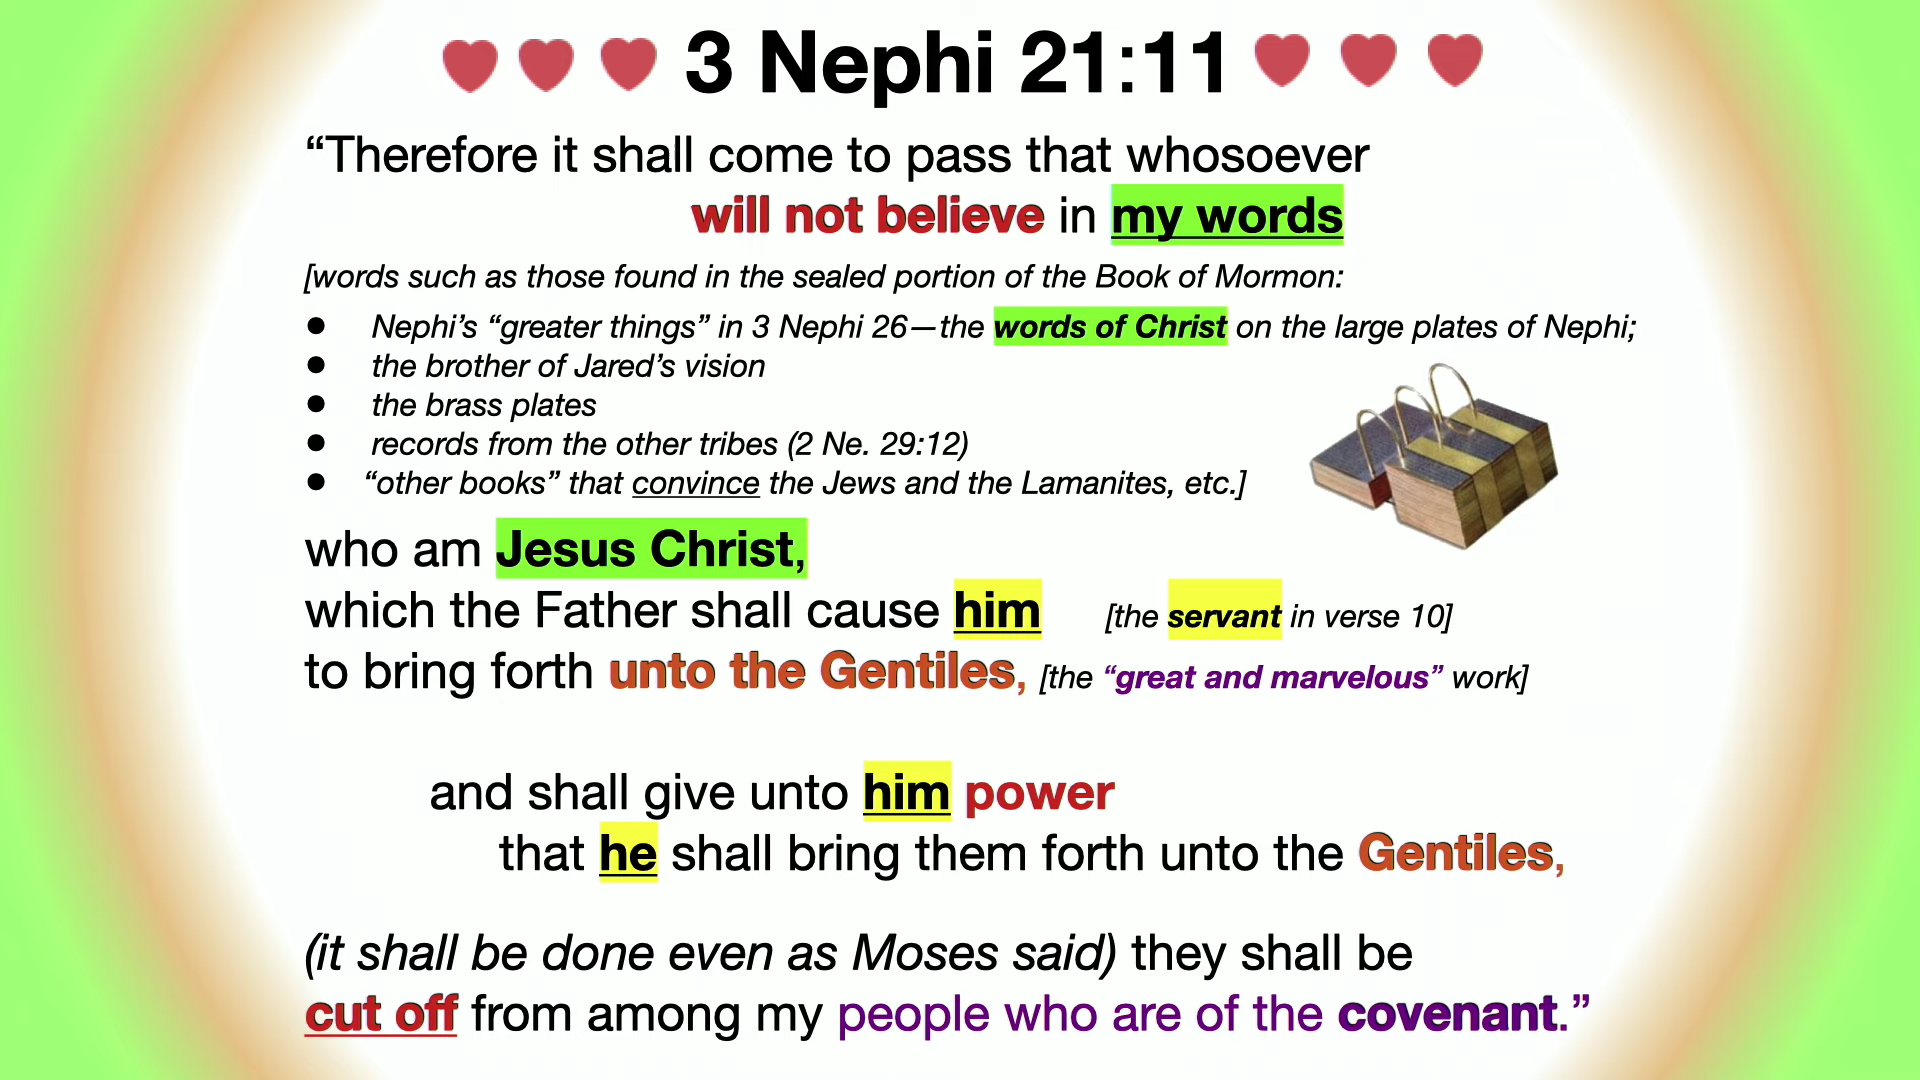 3 Nephi 21:11
“Therefore it shall come to pass that whosoever
will not believe in my words
[words such as those found in the sealed portion of the Book of Mormon:
● Nephi’s “greater things” in 3 Nephi 26—the words of Christ on the large plates of Nephi;
● the brother of Jared’s vision
● the brass plates
● records from the other tribes (2 Ne. 29:12)
● “other books” that convince the Jews and the Lamanites, etc.]
who am Jesus Christ,
which the Father shall cause him [the servant in verse 10]
to bring forth unto the Gentiles, [the “great and marvelous” work]
and shall give unto him power
that he shall bring them forth unto the Gentiles,
(it shall be done even as Moses said) they shall be
cut off from among my people who are of the covenant.”